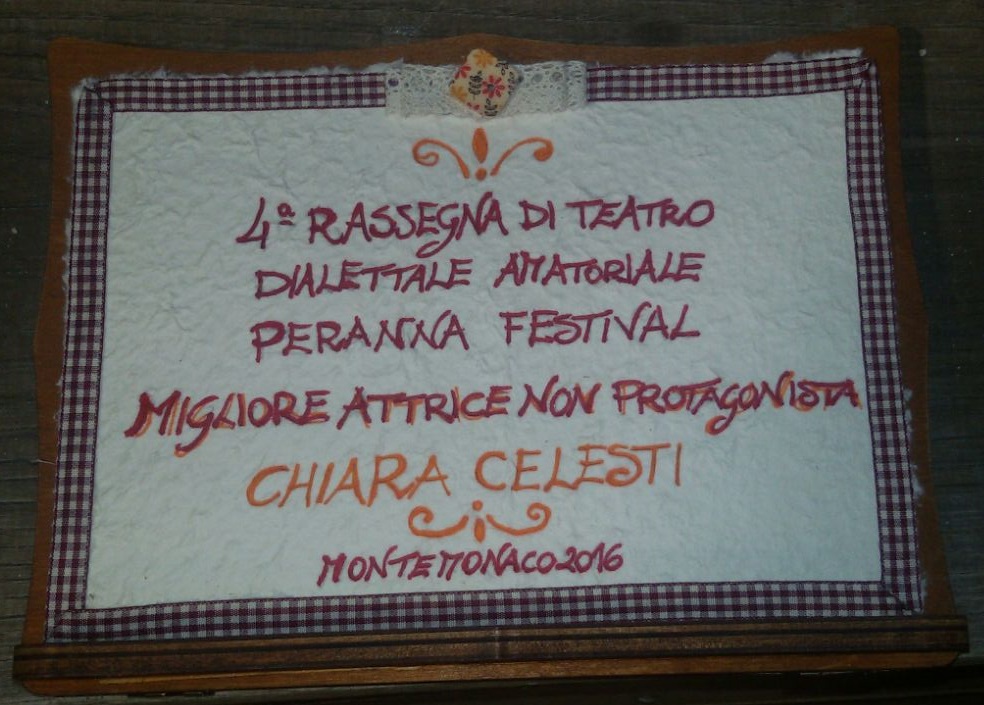 4ª RASSEGNA DI TEATRO
DIALETTALE AMATORIALE
PERANNA FESTIVAL
MIGLIORE ATTRICE NON PROTAGONISTA
CHIARA CELESTI
MONTEMONACO 2016